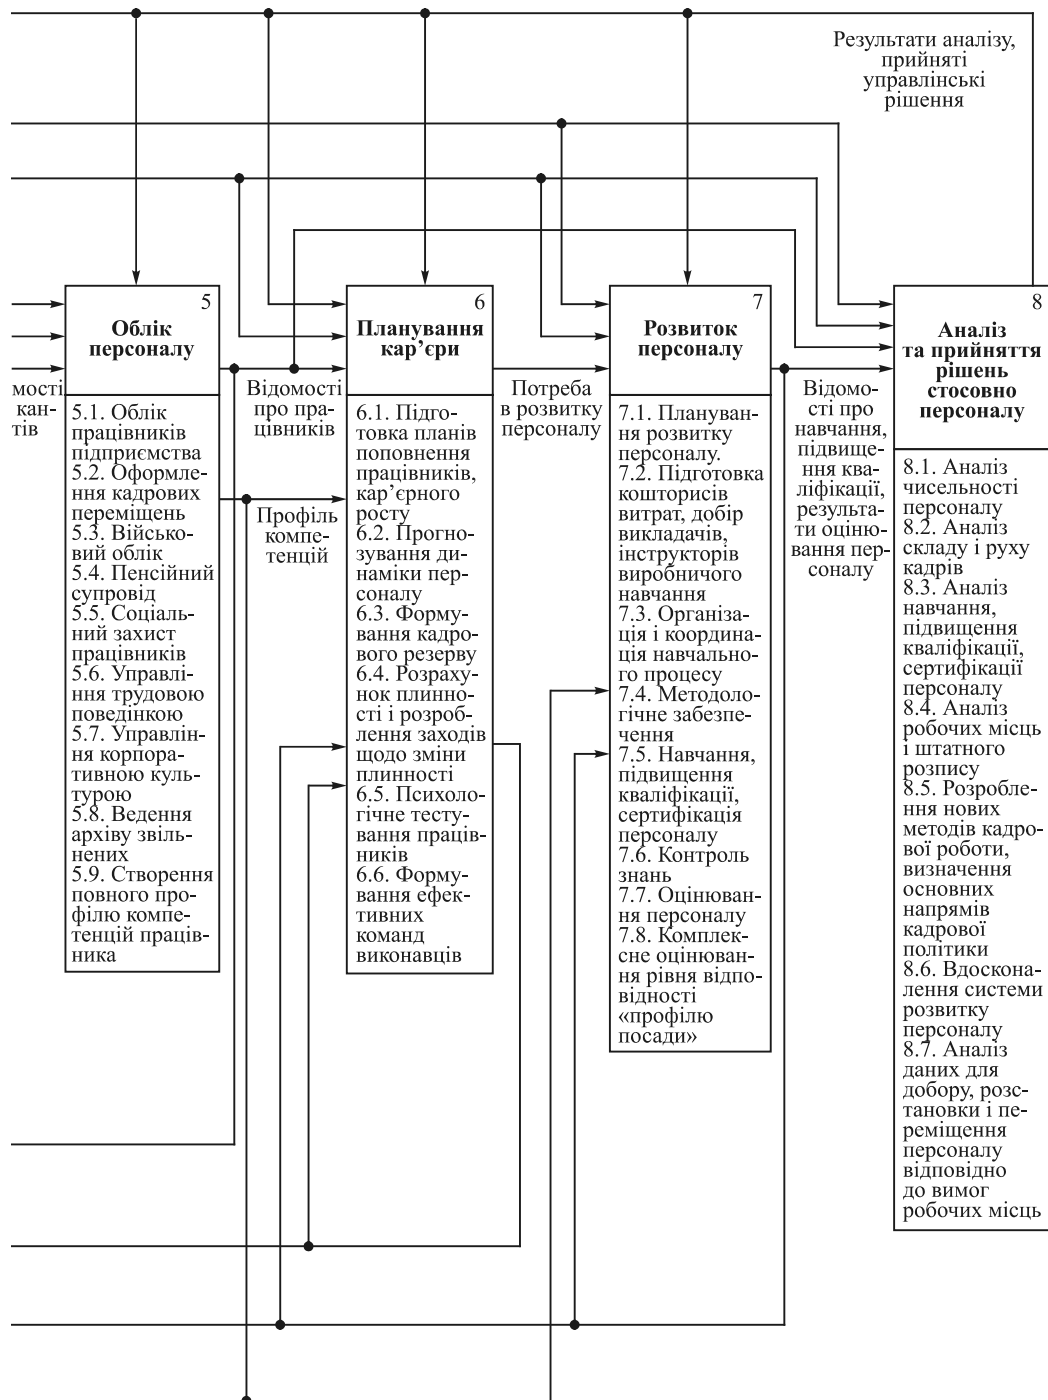 Результати аналізу,
прийняті
управлінські
рішення
мості
кан-
тів
5
Облік
персоналу
5.1. Облік
працівників
підприємства
5.2. Оформле-
ння кадрових
переміщень
5.3. Військо-
вий облік
5.4. Пенсійний
супровід
5.5. Соціаль-
ний захист
працівників
5.6. Управлі-
ння трудовою
поведінкою
5.7. Управлін-
ня корпора-
тивною куль-
турою
5.8. Ведення
архіву звіль-
нених
5.9. Створення
повного про-
філю компе-
тенцій праців-
ника
Відомості
про пра-
цівників
Профіль
компе-
тенцій
6
Планування
кар’єри
6.1. Підго-
товка планів
поповнення
працівників,
кар’єрного
росту
6.2. Прогно-
зування ди-
наміки пер-
соналу
6.3. Форму-
вання кадро-
вого резерву
6.4. Розраху-
нок плинно-
сті і розроб-
лення заходів
щодо зміни
плинності
6.5. Психоло-
гічне тесту-
вання праців-
ників
6.6. Форму-
вання ефек-
тивних
команд
виконавців
Потреба
в розвитку
персоналу
7
Розвиток
персоналу
7.1. Плануван-
ня розвитку
персоналу.
7.2. Підготовка
кошторисів
витрат, добір
викладачів,
інструкторів
виробничого
навчання
7.3. Організа-
ція і координа-
ція навчально-
го процесу
7.4. Методоло-
гічне забезпе-
чення
7.5. Навчання,
підвищення
кваліфікації,
сертифікація
персоналу
7.6. Контроль
знань
7.7. Оцінюван-
ня персоналу
7.8. Комплек-
сне оцінюван-
ня рівня відпо-
відності
«профілю
посади»
Відомо-
сті про
навчання,
підвище-
ння ква-
ліфікації,
результа-
ти оціню-
вання пер-
соналу
8
Аналіз
та прийняття
рішень
стосовно
персоналу
8.1. Аналіз
чисельності
персоналу
8.2. Аналіз
складу і руху
кадрів
8.3. Аналіз
навчання,
підвищення
кваліфікації,
сертифікації
персоналу
8.4. Аналіз
робочих місць
і штатного
розпису
8.5. Розробле-
ння нових
методів кадро-
вої роботи,
визначення
основних
напрямів
кадрової
політики
8.6. Вдоскона-
лення системи
розвитку
персоналу
8.7. Аналіз
даних для
добору, розс-
тановки і пе-
реміщення
персоналу
відповідно
до вимог
робочих місць